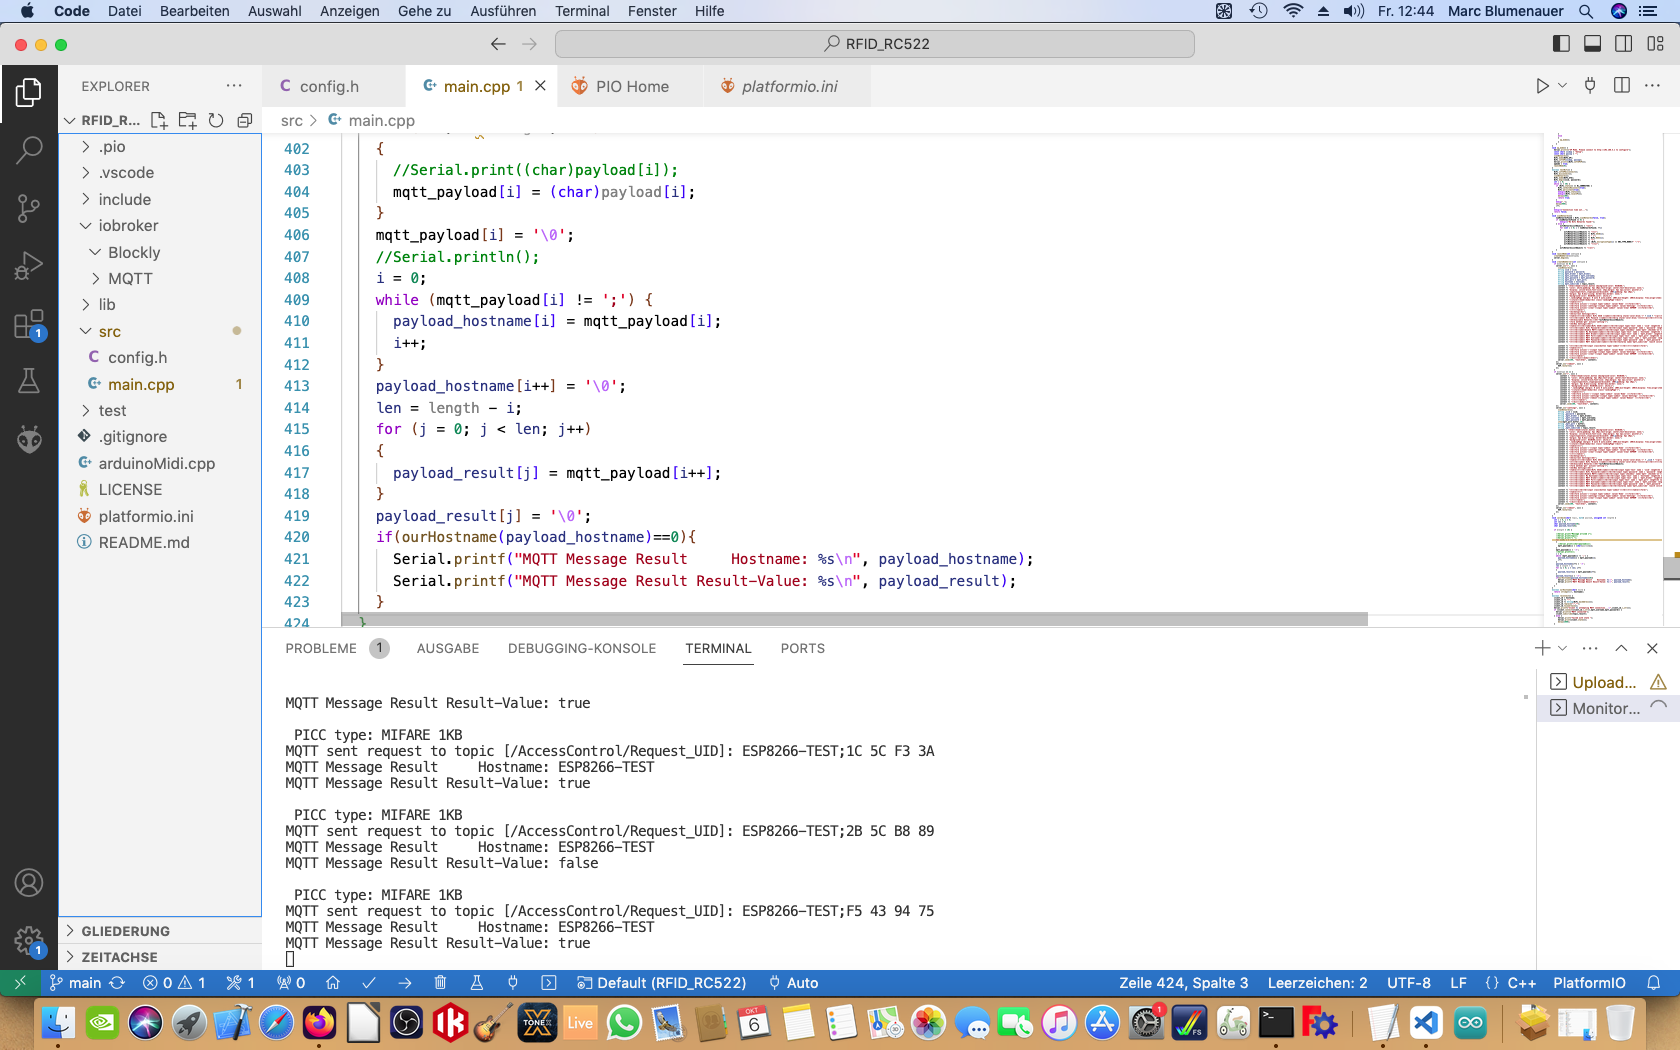 Code Datei Bearbeiten Auswahl Anzeigen Gehe zu Ausführen Terminal Fenster Hilfe Fr. 12:44 Marc Blumenauer
RFID_RC522
EXPLORER
config.h main.cpp 1 PIO Home platformio.ini
RFID_R...
src > main.cpp
.pio
.vscode
include
iobroker
Blockly
MQTT
lib
src
config.h
main.cpp 1
test
.gitignore
arduinoMidi.cpp
LICENSE
platformio.ini
README.md
GLIEDERUNG
ZEITACHSE
402 {
403 //Serial.print((char)payload[i]);
404 mqtt_payload[i] = (char)payload[i];
405 }
406 mqtt_payload[i] = '\0';
407 //Serial.println();
408 i = 0;
409 while (mqtt_payload[i] != ';') {
410 payload_hostname[i] = mqtt_payload[i];
411 i++;
412 }
413 payload_hostname[i++] = '\0';
414 len = length - i;
415 for (j = 0; j < len; j++)
416 {
417 payload_result[j] = mqtt_payload[i++];
418 }
419 payload_result[j] = '\0';
420 if(ourHostname(payload_hostname)==0){
421 Serial.printf("MQTT Message Result     Hostname: %s\n", payload_hostname);
422 Serial.printf("MQTT Message Result Result-Value: %s\n", payload_result);
423 }
424 }
PROBLEME 1 AUSGABE DEBUGGING-KONSOLE TERMINAL PORTS
Upload...
Monitor...
MQTT Message Result Result-Value: true
PICC type: MIFARE 1KB
MQTT sent request to topic [/AccessControl/Request_UID]: ESP8266-TEST;1C 5C F3 3A
MQTT Message Result     Hostname: ESP8266-TEST
MQTT Message Result Result-Value: true
PICC type: MIFARE 1KB
MQTT sent request to topic [/AccessControl/Request_UID]: ESP8266-TEST;2B 5C B8 89
MQTT Message Result     Hostname: ESP8266-TEST
MQTT Message Result Result-Value: false
PICC type: MIFARE 1KB
MQTT sent request to topic [/AccessControl/Request_UID]: ESP8266-TEST;F5 43 94 75
MQTT Message Result     Hostname: ESP8266-TEST
MQTT Message Result Result-Value: true
1
1
main 0 1 1 0 Default (RFID_RC522) Auto Zeile 424, Spalte 3 Leerzeichen: 2 UTF-8 LF {} C++ PlatformIO
TONEX Live OKT 6 1 FS